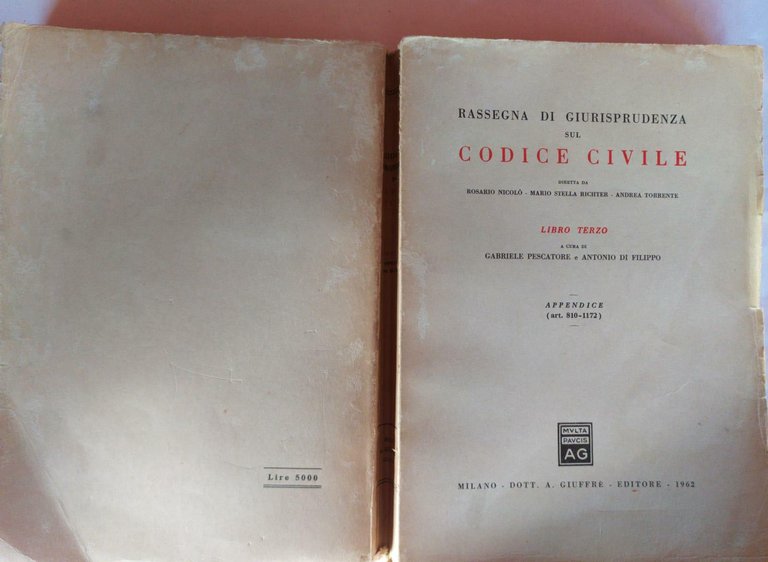 Lire 5000
RASSEGNA DI GIURISPRUDENZA
SUL
CODICE CIVILE
DIRETTA DA
ROSARIO NICOLÒ - MARIO STELLA RICHTER - ANDREA TORRENTE
LIBRO TERZO
A CURA DI
GABRIELE PESCATORE e ANTONIO DI FILIPPO
APPENDICE
(art. 810-1172)
MVLTA
PAVCIS
AG
MILANO - DOTT. A. GIUFFRÈ - EDITORE - 1962